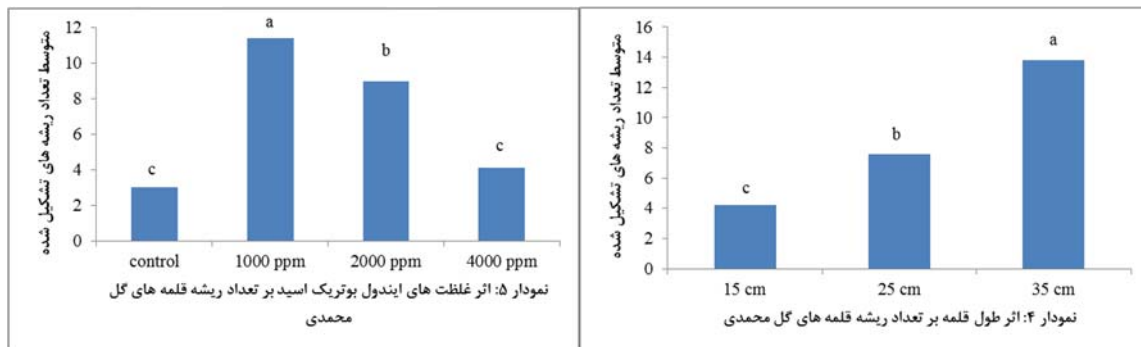 متوسط تعداد ریشه های تشکیل شده
16
14
12
10
8
6
4
2
0
a
b
c
15 cm 25 cm 35 cm
نمودار ۴: اثر طول قلمه بر تعداد ریشه قلمه های گل محمدی
متوسط تعداد ریشه های تشکیل شده
12
10
8
6
4
2
0
c
a
b
c
control 1000 ppm 2000 ppm 4000 ppm
نمودار ۵: اثر غلظت های ایندول بوتریک اسید بر تعداد ریشه قلمه های گل
محمدی